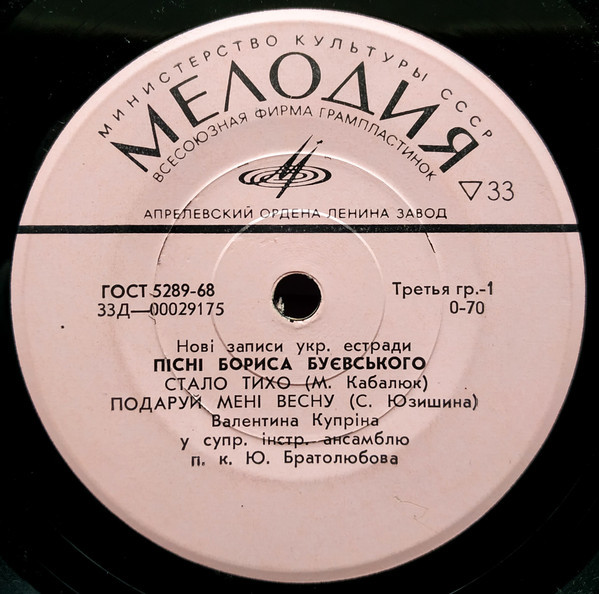 МИНИСТЕРСТВО КУЛЬТУРЫ СССР
МЕЛОДИЯ
ВСЕСОЮЗНАЯ ФИРМА ГРАМПЛАСТИНОК
▽33
АПРЕЛЕВСКИЙ ОРДЕНА ЛЕНИНА ЗАВОД
ГОСТ 5289-68 Третья гр.-1
33Д—00029175 0-70
Нові записи укр. естради
ПІСНІ БОРИСА БУЄВСЬКОГО
СТАЛО ТИХО (М. Кабалюк)
ПОДАРУЙ МЕНІ ВЕСНУ (С. Юзишина)
Валентина Купріна
у супр. інстр. ансамблю
п. к. Ю. Братолюбова